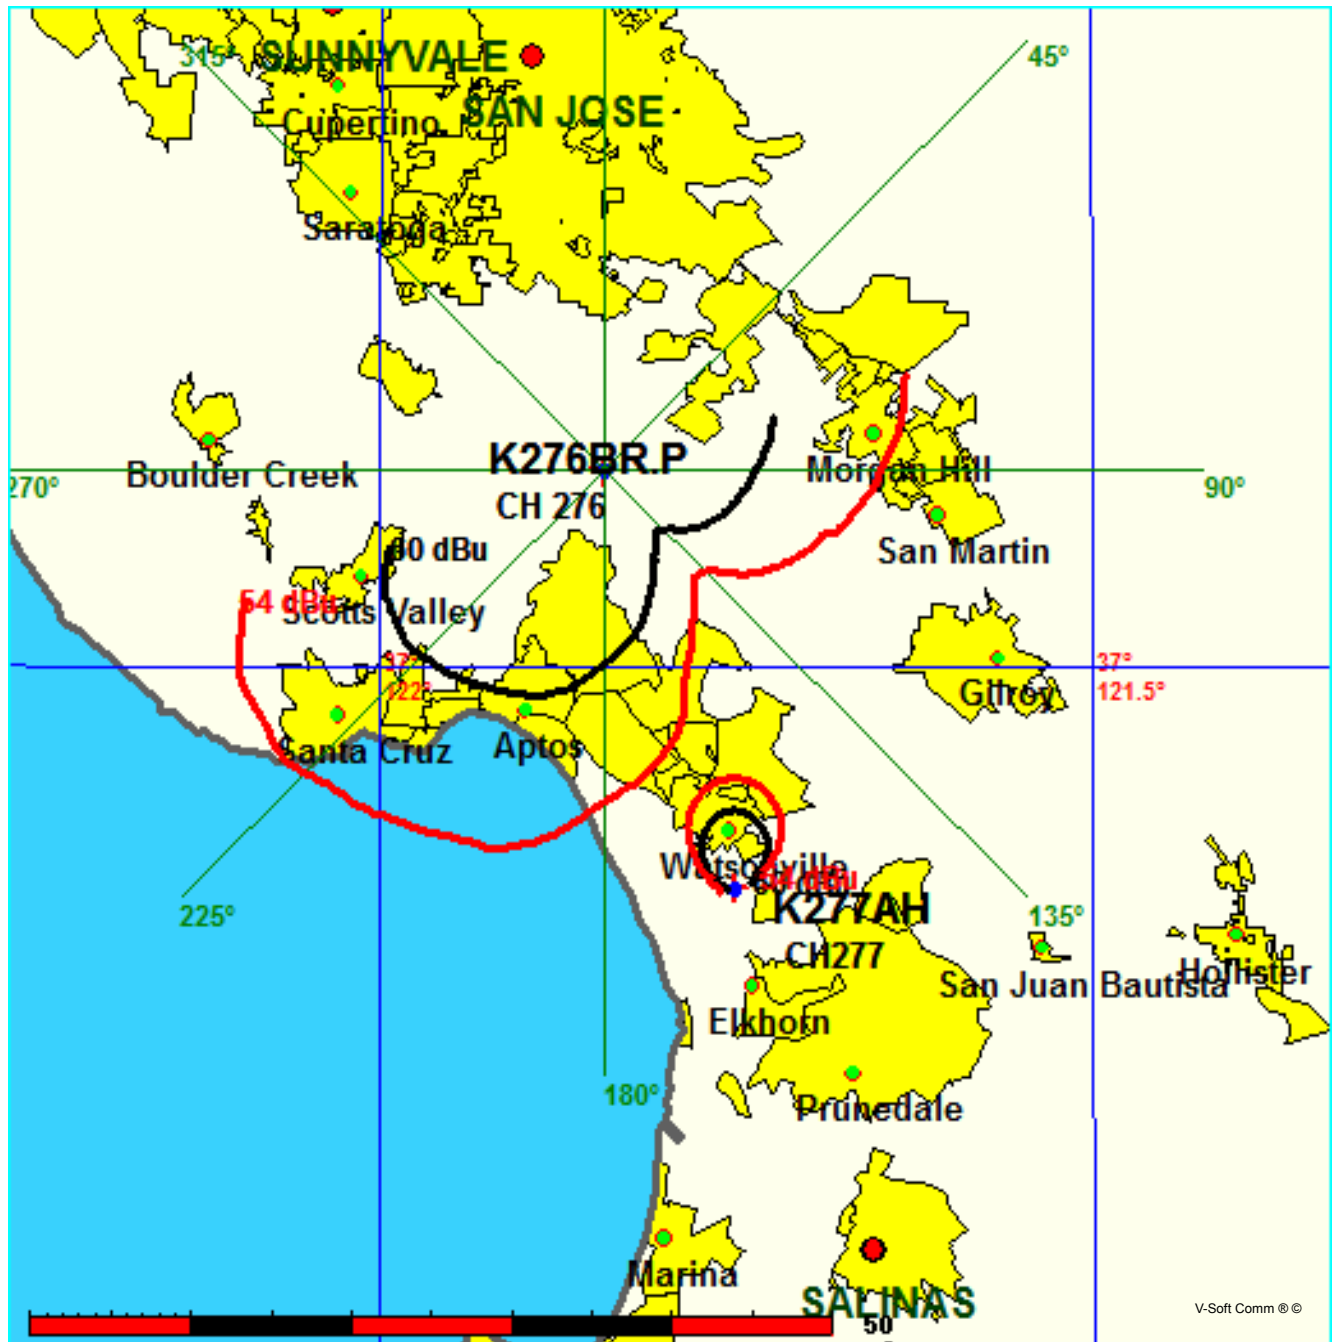 315°
SUNNYVALE
45°
SAN JOSE
Cupertino
Saratoga
K276BR.P
Morgan Hill
Boulder Creek
270°
90°
CH 276
60 dBu
San Martin
54 dBu
Scotts Valley
37°
122°
37°
121.5°
Gilroy
Santa Cruz
Aptos
Watsonville
54 dBu
225°
K277AH
135°
CH277
San Juan Bautista
Hollister
Elkhorn
180°
Prunedale
Marina
SALINAS
50
V-Soft Comm ® ©